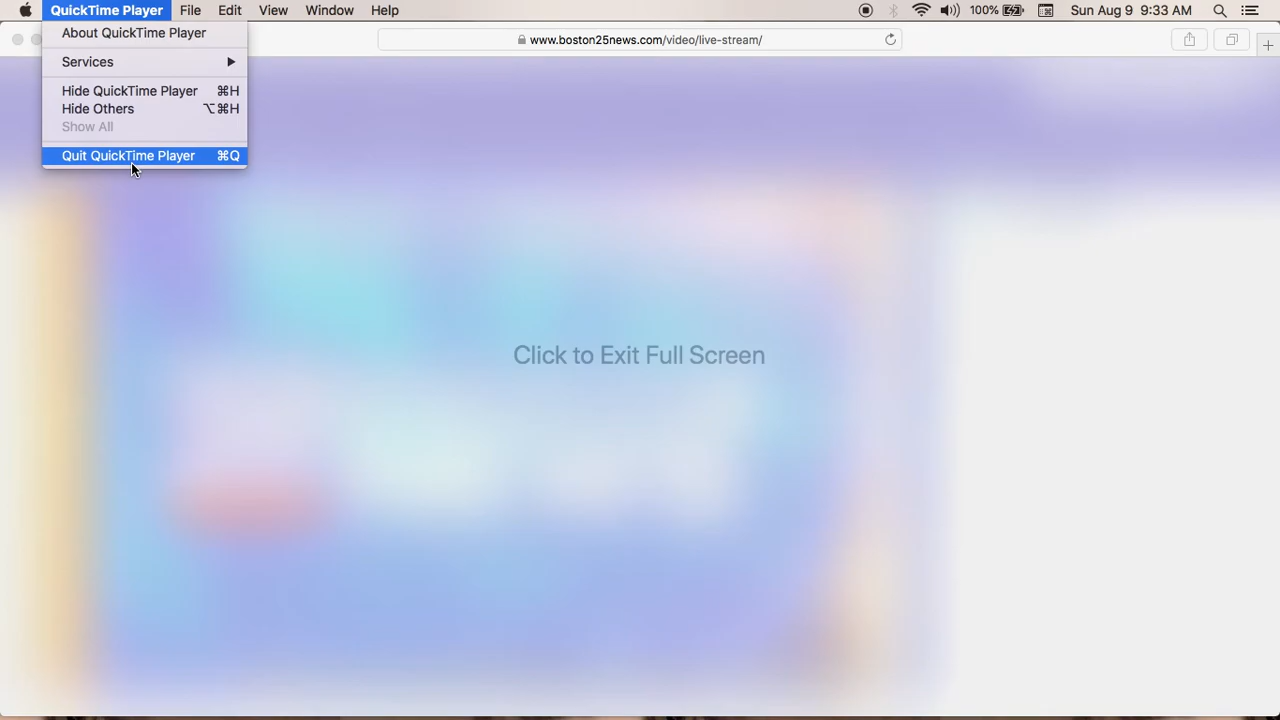 QuickTime Player File Edit View Window Help 100% Sun Aug 9 9:33 AM
www.boston25news.com/video/live-stream/
About QuickTime Player
Services
Hide QuickTime Player ⌘H
Hide Others ⌥⌘H
Show All
Quit QuickTime Player ⌘Q
Click to Exit Full Screen